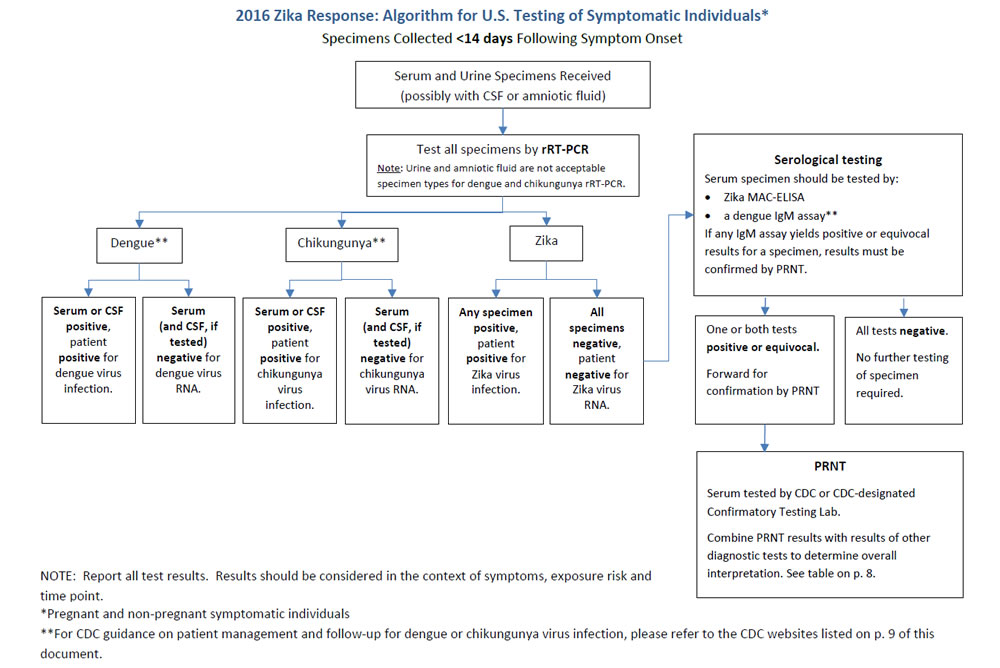 2016 Zika Response: Algorithm for U.S. Testing of Symptomatic Individuals*
Specimens Collected <14 days Following Symptom Onset
Serum and Urine Specimens Received
(possibly with CSF or amniotic fluid)
Test all specimens by rRT-PCR
Note: Urine and amniotic fluid are not acceptable
specimen types for dengue and chikungunya rRT-PCR.
Dengue**
Chikungunya**
Zika
Serum or CSF
positive,
patient
positive for
dengue virus
infection.
Serum
(and CSF, if
tested)
negative for
dengue virus
RNA.
Serum or CSF
positive,
patient
positive for
chikungunya
virus
infection.
Serum
(and CSF, if
tested)
negative for
chikungunya
virus RNA.
Any specimen
positive,
patient
positive for
Zika virus
infection.
All
specimens
negative,
patient
negative for
Zika virus
RNA.
Serological testing
Serum specimen should be tested by:
• Zika MAC-ELISA
• a dengue IgM assay**
If any IgM assay yields positive or equivocal
results for a specimen, results must be
confirmed by PRNT.
One or both tests
positive or equivocal.
Forward for
confirmation by PRNT
All tests negative.
No further testing
of specimen
required.
PRNT
Serum tested by CDC or CDC-designated
Confirmatory Testing Lab.
Combine PRNT results with results of other
diagnostic tests to determine overall
interpretation. See table on p. 8.
NOTE: Report all test results. Results should be considered in the context of symptoms, exposure risk and
time point.
*Pregnant and non-pregnant symptomatic individuals
**For CDC guidance on patient management and follow-up for dengue or chikungunya virus infection, please refer to the CDC websites listed on p. 9 of this
document.